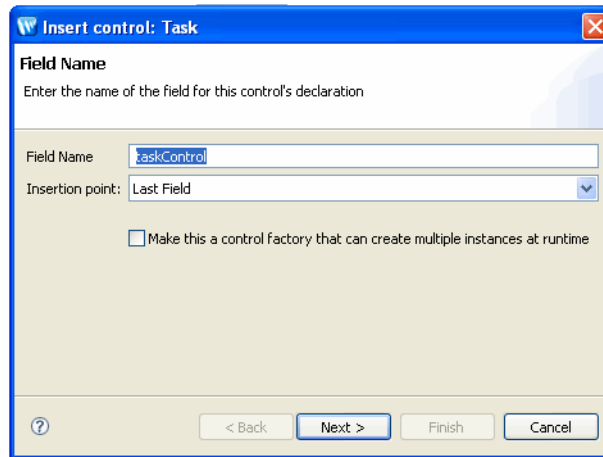 Insert control: Task
Field Name
Enter the name of the field for this control's declaration
Field Name taskControl
Insertion point: Last Field
Make this a control factory that can create multiple instances at runtime
? < Back Next > Finish Cancel